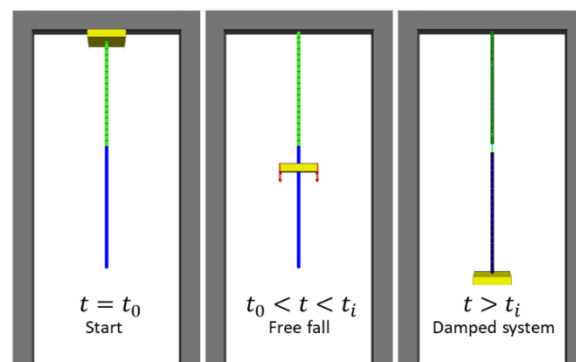 t = t₀
Start
t₀ < t < tᵢ
Free fall
t > tᵢ
Damped system